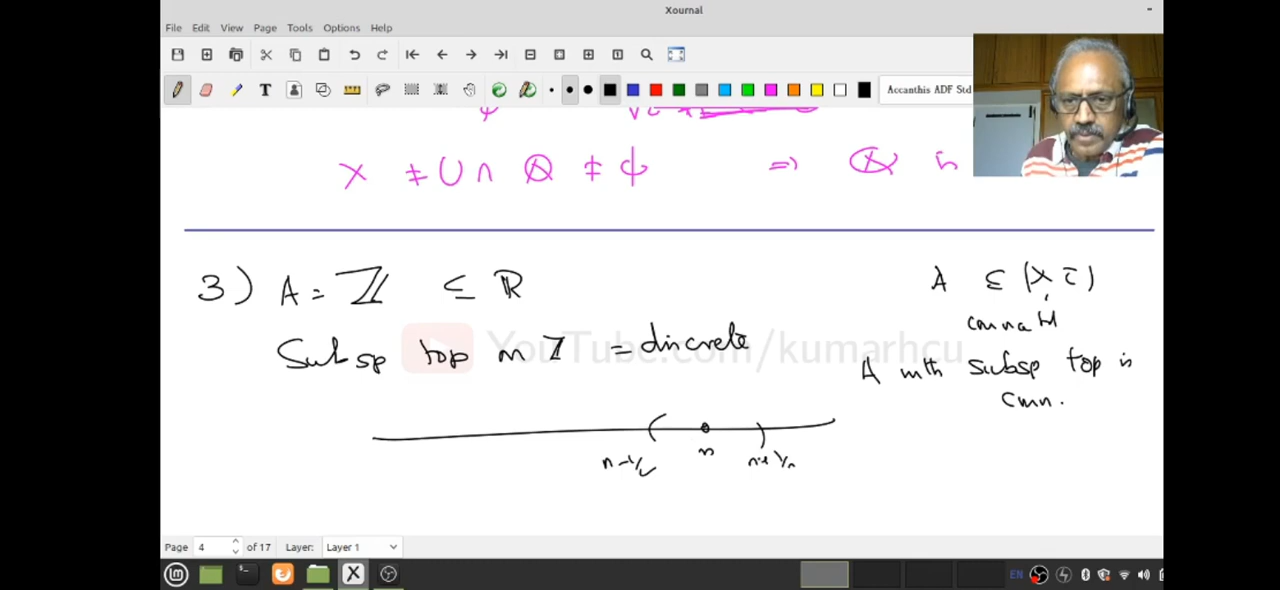 Xournal
File Edit View Page Tools Options Help
Accanthis ADF Std
X ≠ U ∩ Q ≠ φ ⇒ Q is
3) A = ℤ ⊆ ℝ
A ⊆ (X τ)
Subsp top on ℤ = discrete
A with subsp top is
conn.
YouTube.com/kumarhcu
n-1/2 n n+1/2
Page 4 of 17 Layer: Layer 1
EN